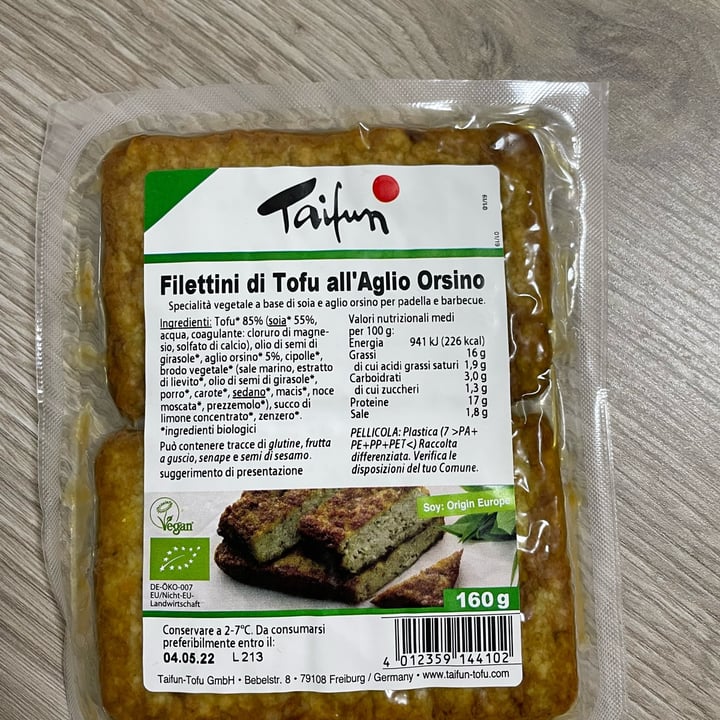 Taifun
01/19
01/19
Filettini di Tofu all'Aglio Orsino
Specialità vegetale a base di soia e aglio orsino per padella e barbecue.
Ingredienti: Tofu* 85% (soia* 55%,
acqua, coagulante: cloruro di magne-
sio, solfato di calcio), olio di semi di
girasole*, aglio orsino* 5%, cipolle*,
brodo vegetale* (sale marino, estratto
di lievito*, olio di semi di girasole*,
porro*, carote*, sedano*, macis*, noce
moscata*, prezzemolo*), succo di
limone concentrato*, zenzero*.
*ingredienti biologici
Può contenere tracce di glutine, frutta
a guscio, senape e semi di sesamo.
suggerimento di presentazione
Valori nutrizionali medi
per 100 g:
Energia 941 kJ (226 kcal)
Grassi 16 g
di cui acidi grassi saturi 1,9 g
Carboidrati 3,0 g
di cui zuccheri 1,3 g
Proteine 17 g
Sale 1,8 g
PELLICOLA: Plastica (7 >PA+
PE+PP+PET<) Raccolta
differenziata. Verifica le
disposizioni del tuo Comune.
Vegan
Soy: Origin Europe
DE-ÖKO-007
EU/Nicht-EU-
Landwirtschaft
160 g
Conservare a 2-7°C. Da consumarsi
preferibilmente entro il:
04.05.22 L213
4 012359 144102
Taifun-Tofu GmbH • Bebelstr. 8 • 79108 Freiburg / Germany • www.taifun-tofu.com